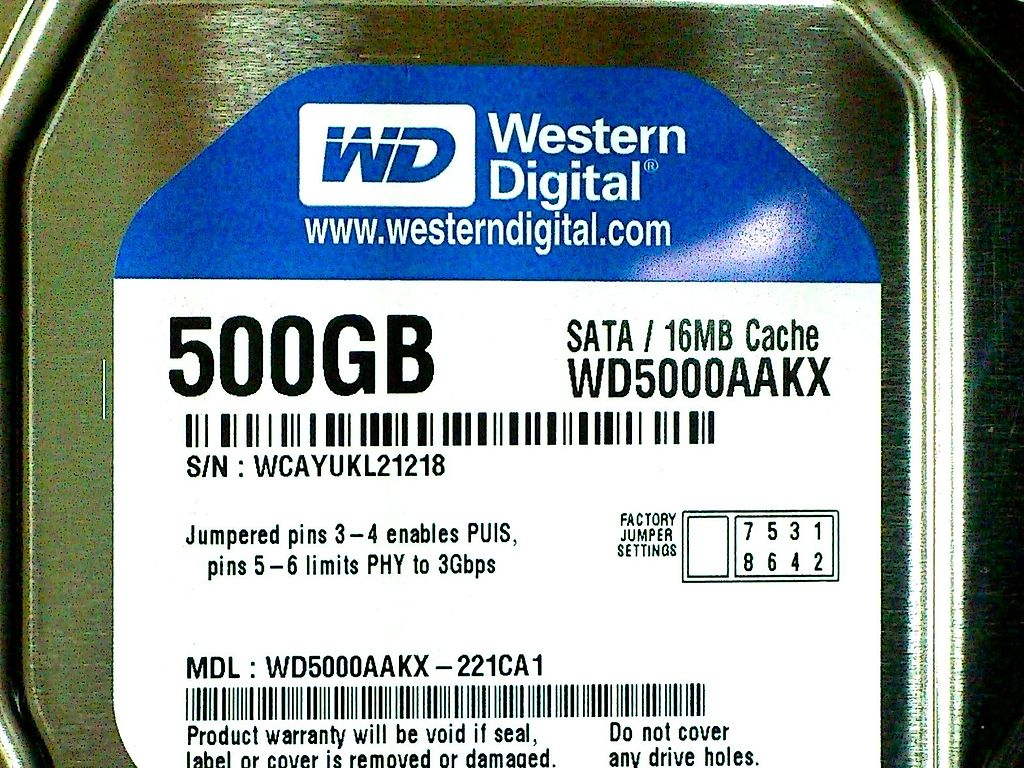 WD Western
Digital®
www.westerndigital.com
500GB
SATA / 16MB Cache
WD5000AAKX
S/N : WCAYUKL21218
Jumpered pins 3-4 enables PUIS,
pins 5-6 limits PHY to 3Gbps
FACTORY
JUMPER
SETTINGS
7 5 3 1
8 6 4 2
MDL : WD5000AAKX-221CA1
Product warranty will be void if seal,
label or cover is removed or damaged.
Do not cover
any drive holes.